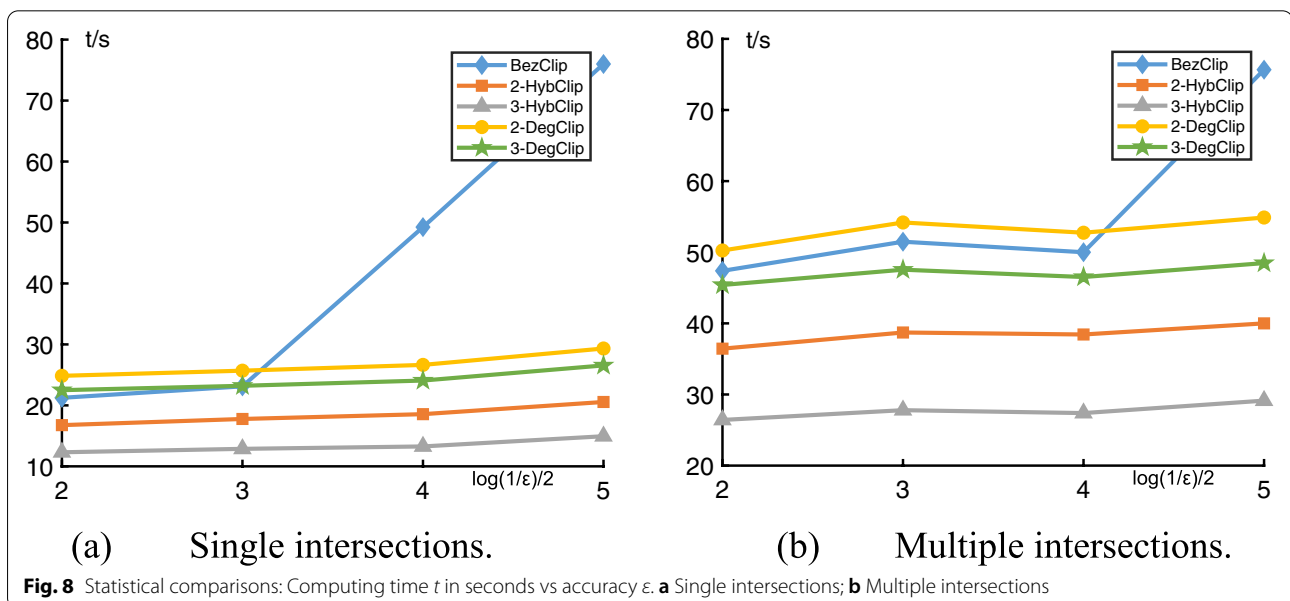 80
t/s
70
60
50
40
30
20
10
2
3
4
5
log(1/ε)/2
BezClip
2-HybClip
3-HybClip
2-DegClip
3-DegClip
(a) Single intersections.
80
t/s
70
60
50
40
30
20
2
3
4
5
log(1/ε)/2
BezClip
2-HybClip
3-HybClip
2-DegClip
3-DegClip
(b) Multiple intersections.
Fig. 8 Statistical comparisons: Computing time t in seconds vs accuracy ε. a Single intersections; b Multiple intersections